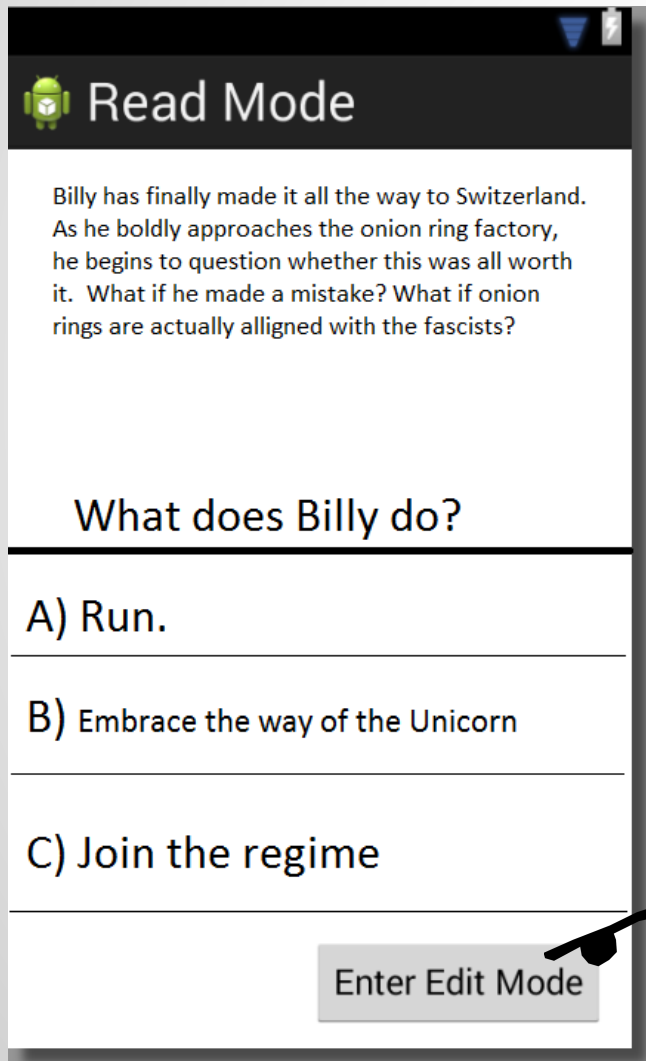 Read Mode
Billy has finally made it all the way to Switzerland.
As he boldly approaches the onion ring factory,
he begins to question whether this was all worth
it.  What if he made a mistake? What if onion
rings are actually alligned with the fascists?
What does Billy do?
A) Run.
B) Embrace the way of the Unicorn
C) Join the regime
Enter Edit Mode